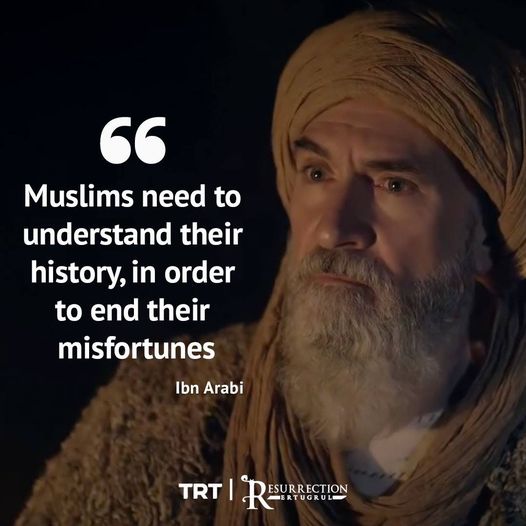 “
Muslims need to
understand their
history, in order
to end their
misfortunes
Ibn Arabi
TRT | RESURRECTION
ERTUGRUL